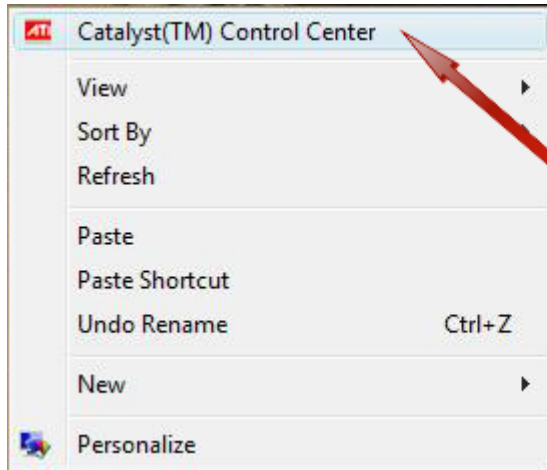 ATI Catalyst(TM) Control Center
View
Sort By
Refresh
Paste
Paste Shortcut
Undo Rename Ctrl+Z
New
Personalize